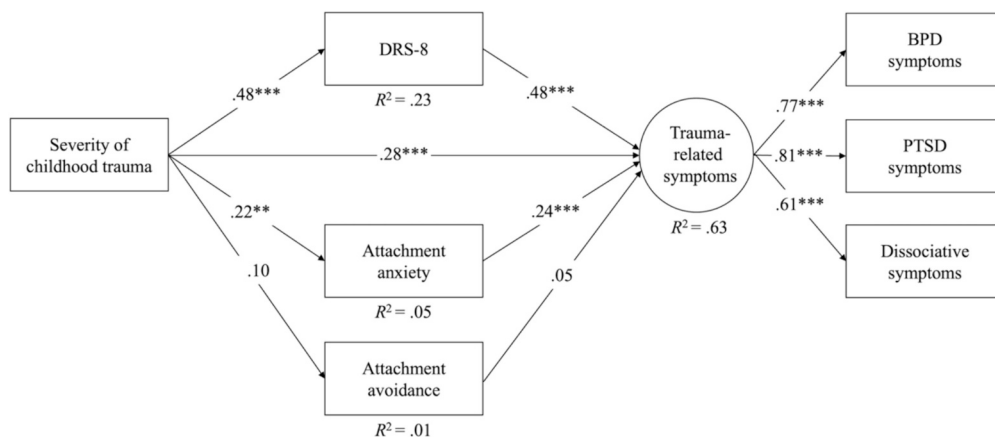 DRS-8
R² = .23
BPD
symptoms
.48***
.48***
.77***
Severity of
childhood trauma
.28***
Trauma-
related
symptoms
R² = .63
.81***
PTSD
symptoms
.22**
.24***
.61***
Attachment
anxiety
R² = .05
Dissociative
symptoms
.10
.05
Attachment
avoidance
R² = .01